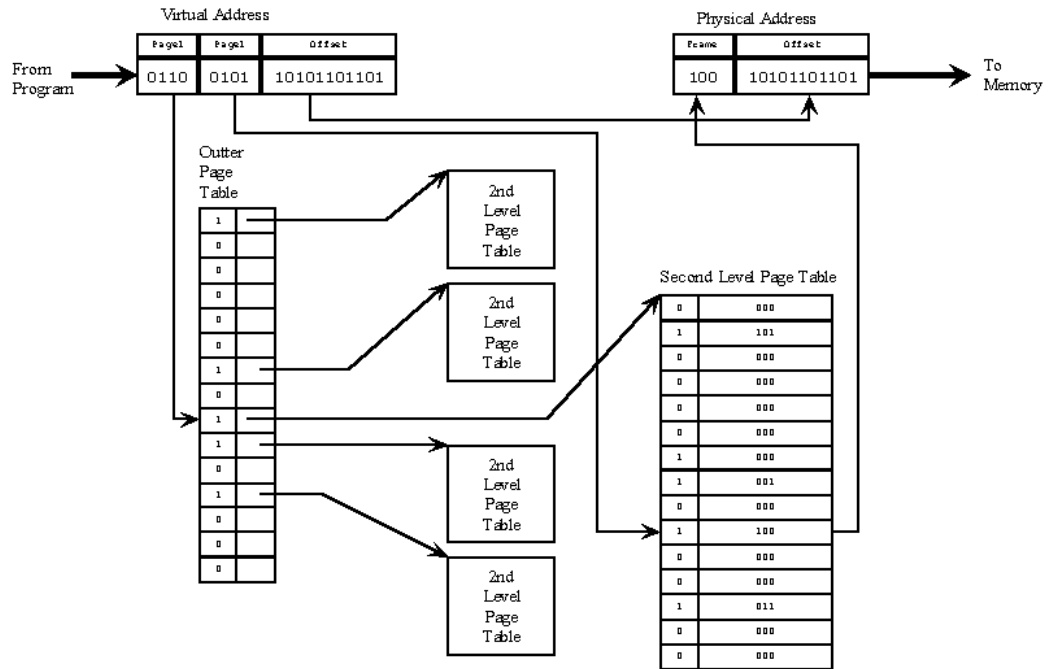 Virtual Address
Physical Address
Page1 Page1 Offset
Frame Offset
From
Program
0110 0101 10101101101
100 10101101101
To
Memory
Outter
Page
Table
1
0
0
0
0
0
1
0
1
1
0
1
0
0
0
2nd
Level
Page
Table
2nd
Level
Page
Table
2nd
Level
Page
Table
2nd
Level
Page
Table
Second Level Page Table
0 000
1 101
0 000
0 000
0 000
0 000
1 000
1 001
0 000
1 100
0 000
0 000
1 011
0 000
0 000